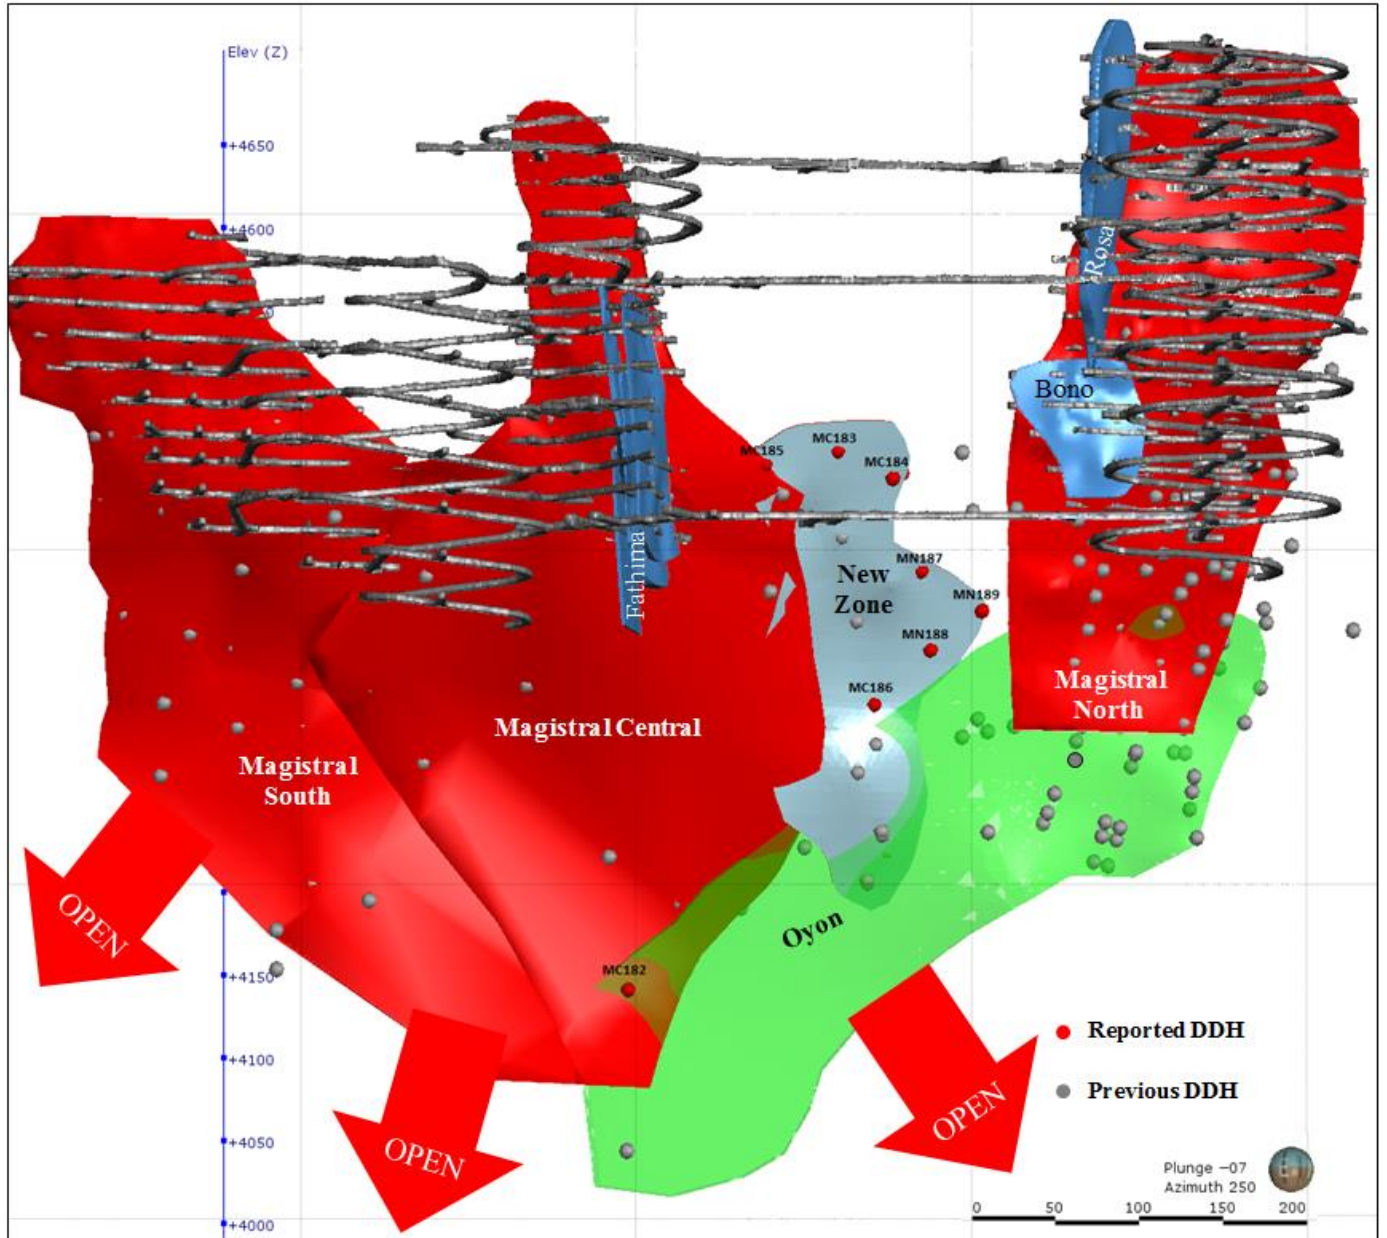 Elev (Z)
+4650
+4600
Rosa
Bono
MC185
MC183
MC184
MN187
New
Zone
MN189
Fathima
MN188
MC186
Magistral
North
Magistral Central
Magistral
South
OPEN
Oyon
MC182
+4150
Reported DDH
+4100
Previous DDH
OPEN
OPEN
+4050
Plunge −07
Azimuth 250
0
50
100
150
200
+4000